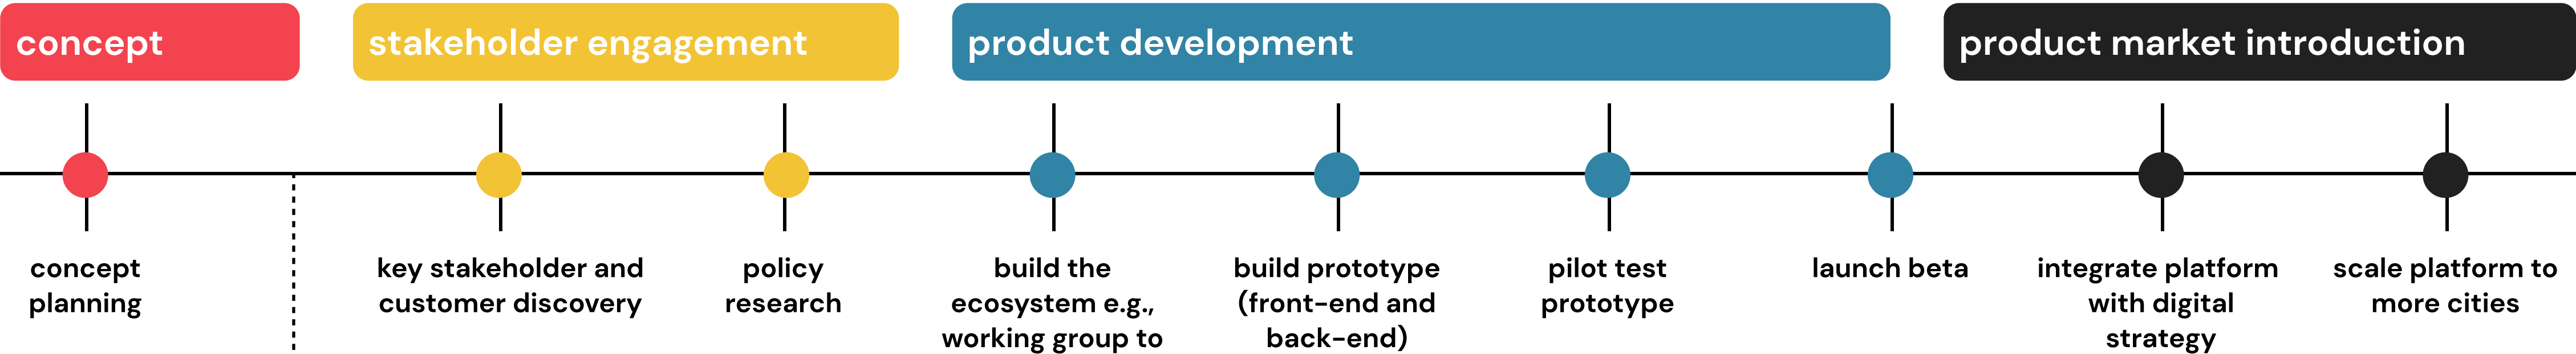 concept
stakeholder engagement
product development
product market introduction
concept
planning
key stakeholder and
customer discovery
policy
research
build the
ecosystem e.g.,
working group to
build prototype
(front-end and
back-end)
pilot test
prototype
launch beta
integrate platform
with digital
strategy
scale platform to
more cities